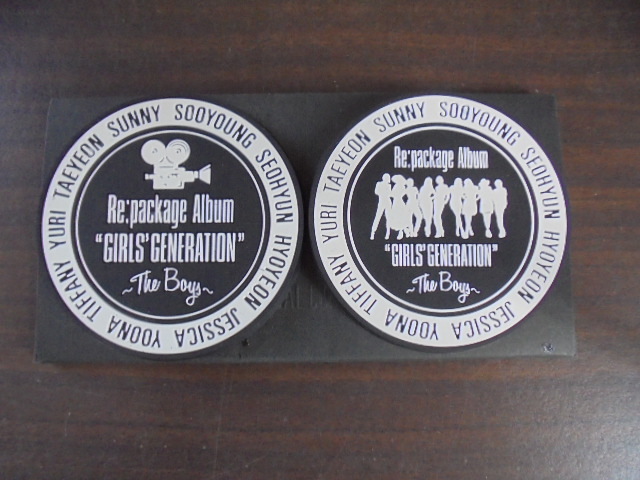 TAEYEON SUNNY SOOYOUNG SEOHYUN HYOYEON JESSICA YOONA TIFFANY YURI
Re:package Album
"GIRLS' GENERATION"
~The Boys~
TAEYEON SUNNY SOOYOUNG SEOHYUN HYOYEON JESSICA YOONA TIFFANY YURI
Re:package Album
"GIRLS' GENERATION"
~The Boys~